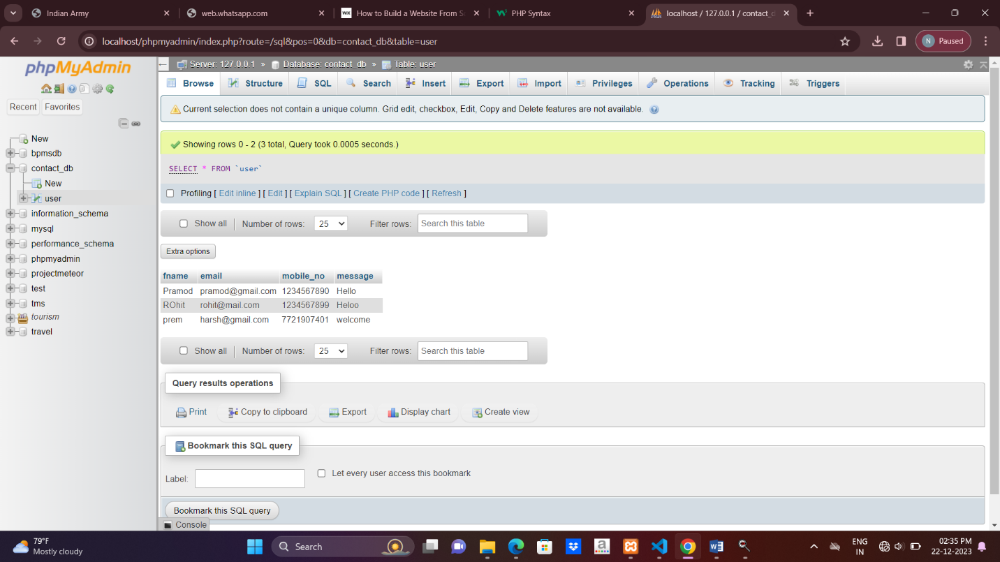 Indian Army
web.whatsapp.com
WIX How to Build a Website From Sc
PHP Syntax
localhost / 127.0.0.1 / contact_d
localhost/phpmyadmin/index.php?route=/sql&pos=0&db=contact_db&table=user
N Paused
phpMyAdmin
Recent Favorites
New
bpmsdb
contact_db
New
user
information_schema
mysql
performance_schema
phpmyadmin
projectmeteor
test
tms
tourism
travel
Server: 127.0.0.1 » Database: contact_db » Table: user
Browse Structure SQL Search Insert Export Import Privileges Operations Tracking Triggers
Current selection does not contain a unique column. Grid edit, checkbox, Edit, Copy and Delete features are not available.
Showing rows 0 - 2 (3 total, Query took 0.0005 seconds.)
SELECT * FROM `user`
Profiling [ Edit inline ] [ Edit ] [ Explain SQL ] [ Create PHP code ] [ Refresh ]
Show all Number of rows: 25 Filter rows: Search this table
Extra options
fname email mobile_no message
Pramod pramod@gmail.com 1234567890 Hello
ROhit rohit@mail.com 1234567899 Heloo
prem harsh@gmail.com 7721907401 welcome
Show all Number of rows: 25 Filter rows: Search this table
Query results operations
Print Copy to clipboard Export Display chart Create view
Bookmark this SQL query
Label: Let every user access this bookmark
Bookmark this SQL query
Console
79°F
Mostly cloudy
Search
ENG
IN
02:35 PM
22-12-2023